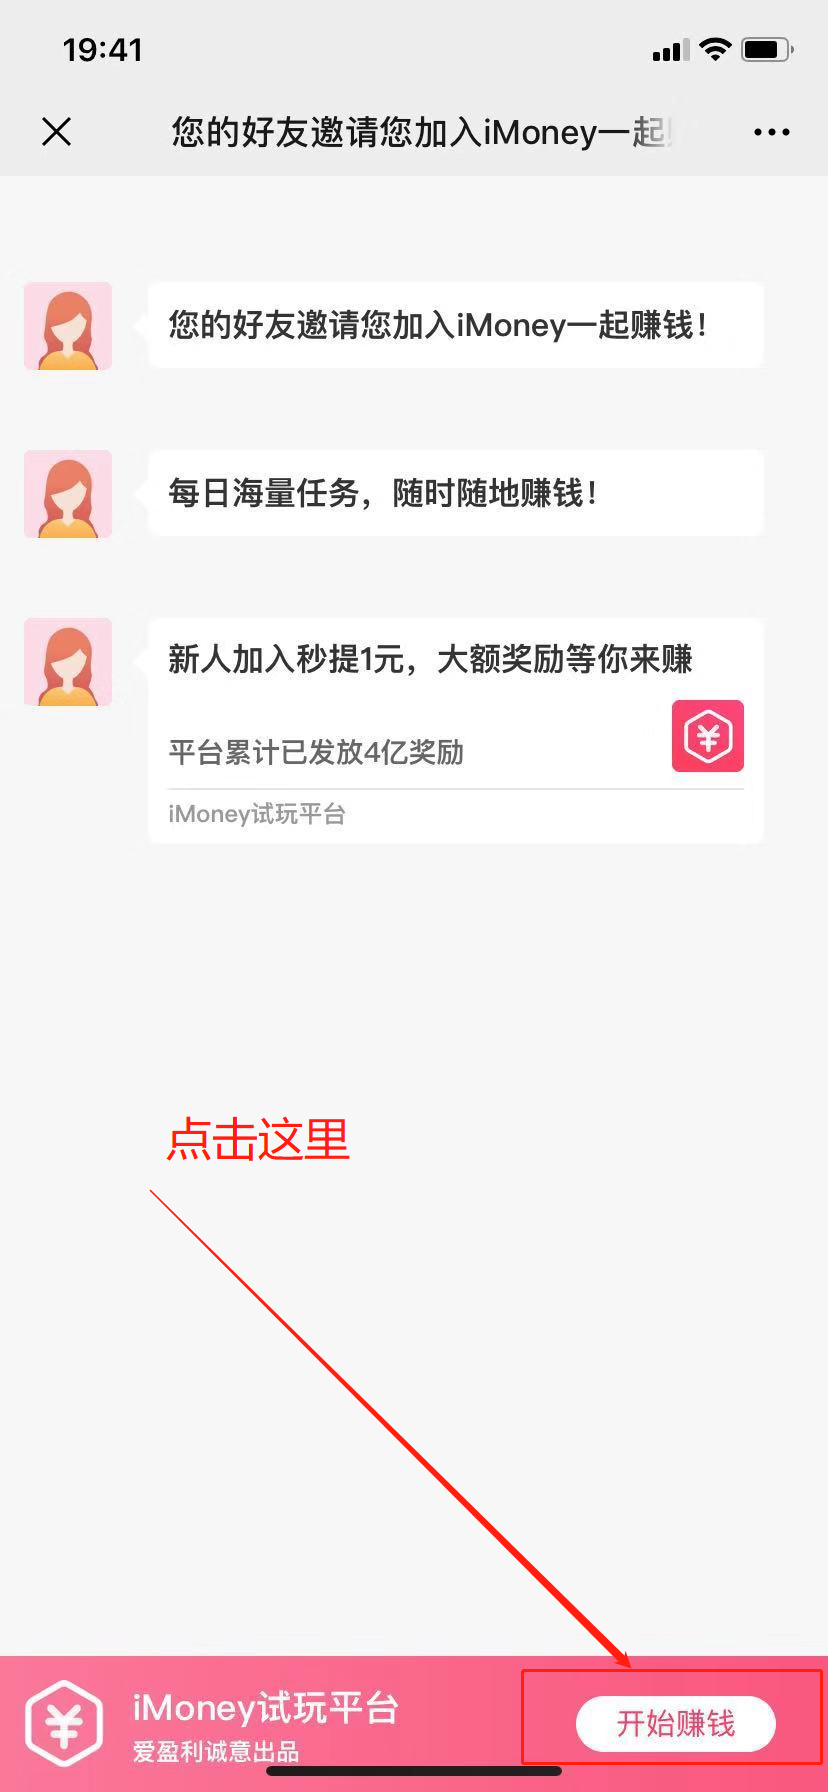 19:41
您的好友邀请您加入iMoney一起
您的好友邀请您加入iMoney一起赚钱！
每日海量任务，随时随地赚钱！
新人加入秒提1元，大额奖励等你来赚
平台累计已发放4亿奖励
iMoney试玩平台
点击这里
iMoney试玩平台
爱盈利诚意出品
开始赚钱